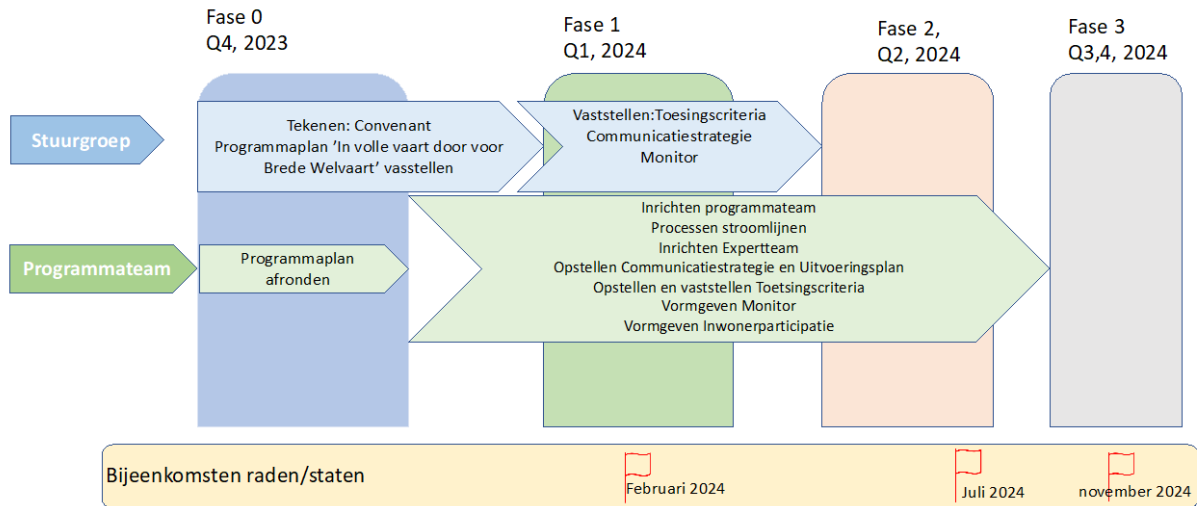 Fase 0
Q4, 2023
Fase 1
Q1, 2024
Fase 2,
Q2, 2024
Fase 3
Q3,4, 2024
Stuurgroep
Tekenen: Convenant
Programmaplan 'In volle vaart door voor
Brede Welvaart' vasstellen
Vaststellen:Toesingscriteria
Communicatiestrategie
Monitor
Programmateam
Programmaplan
afronden
Inrichten programmateam
Processen stroomlijnen
Inrichten Expertteam
Opstellen Communicatiestrategie en Uitvoeringsplan
Opstellen en vaststellen Toetsingscriteria
Vormgeven Monitor
Vormgeven Inwonerparticipatie
Bijeenkomsten raden/staten
Februari 2024
Juli 2024
november 2024